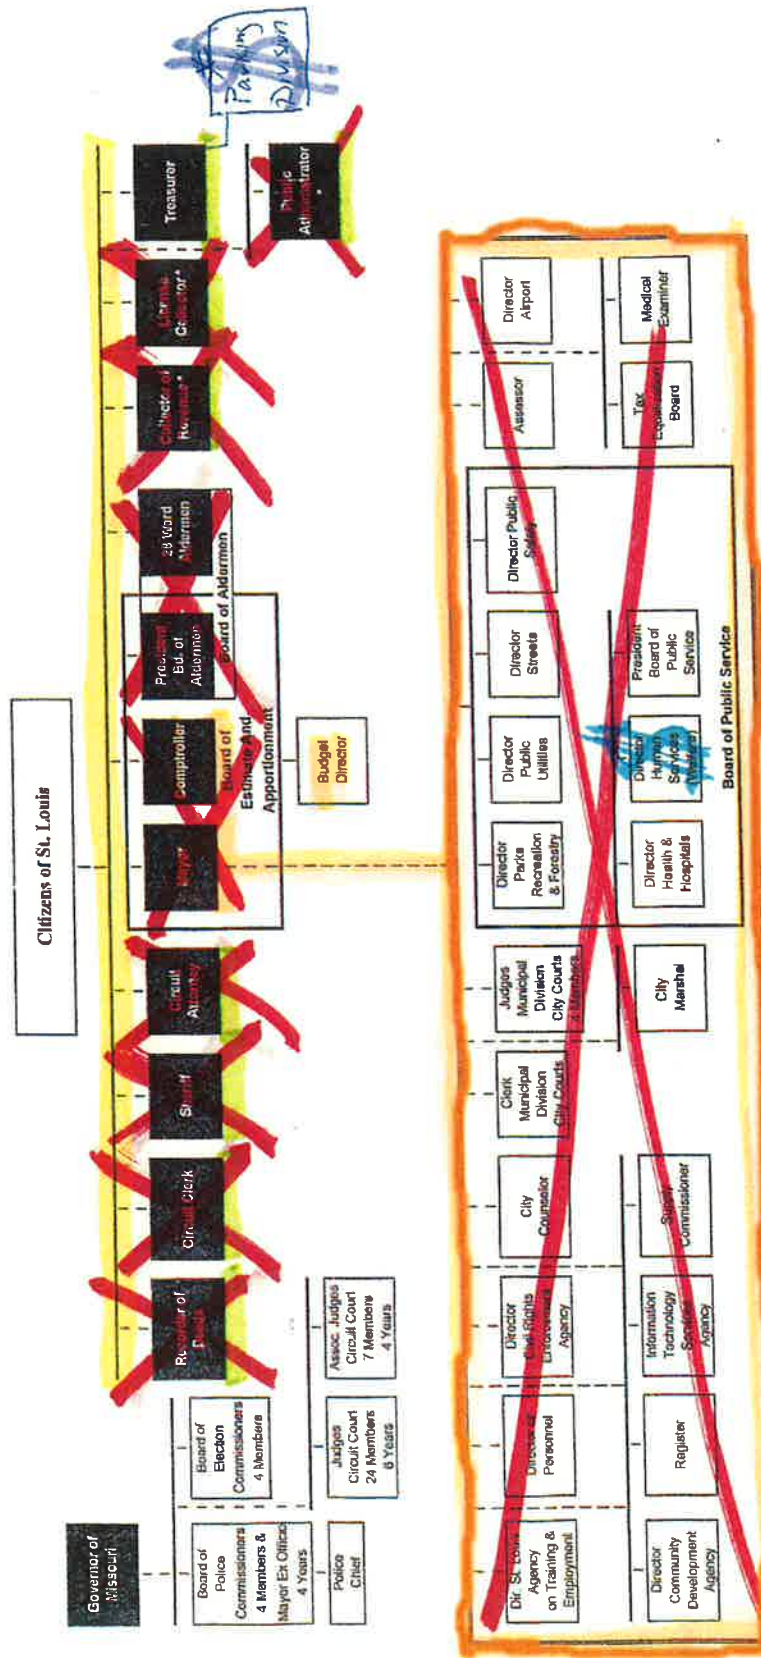 Citizens of St. Louis
Governor of
Missouri
Board of
Police
Commissioners
4 Members &
Mayor Ex Officio
4 Years
Police
Chief
Board of
Election
Commissioners
4 Members
Judges
Circuit Court
24 Members
6 Years
Assoc. Judges
Circuit Court
7 Members
4 Years
Recorder of
Deeds
Circuit Clerk
Sheriff
Circuit
Attorney
Mayor
Comptroller
President
Bd. of
Aldermen
28 Ward
Aldermen
Board of Aldermen
Board of
Estimate And
Apportionment
Budget
Director
Collector of
Revenue*
License
Collector*
Treasurer
Public
Administrator
*
*
Parking
Division
Dir. St. Louis
Agency
on Training &
Employment
Director of
Personnel
Director
Civil Rights
Enforcement
Agency
City
Counselor
Clerk
Municipal
Division
City Courts
Judges
Municipal
Division
City Courts
4 Members
Director
Parks
Recreation
& Forestry
Director
Public
Utilities
Director
Streets
Director Public
Safety
Assessor
Director
Airport
Director
Community
Development
Agency
Register
Information
Technology
Services
Agency
Supply
Commissioner
City
Marshal
Director
Health &
Hospitals
Director
Human
Services
(Welfare)
President
Board of
Public
Service
Board of Public Service
Tax
Equalization
Board
Medical
Examiner